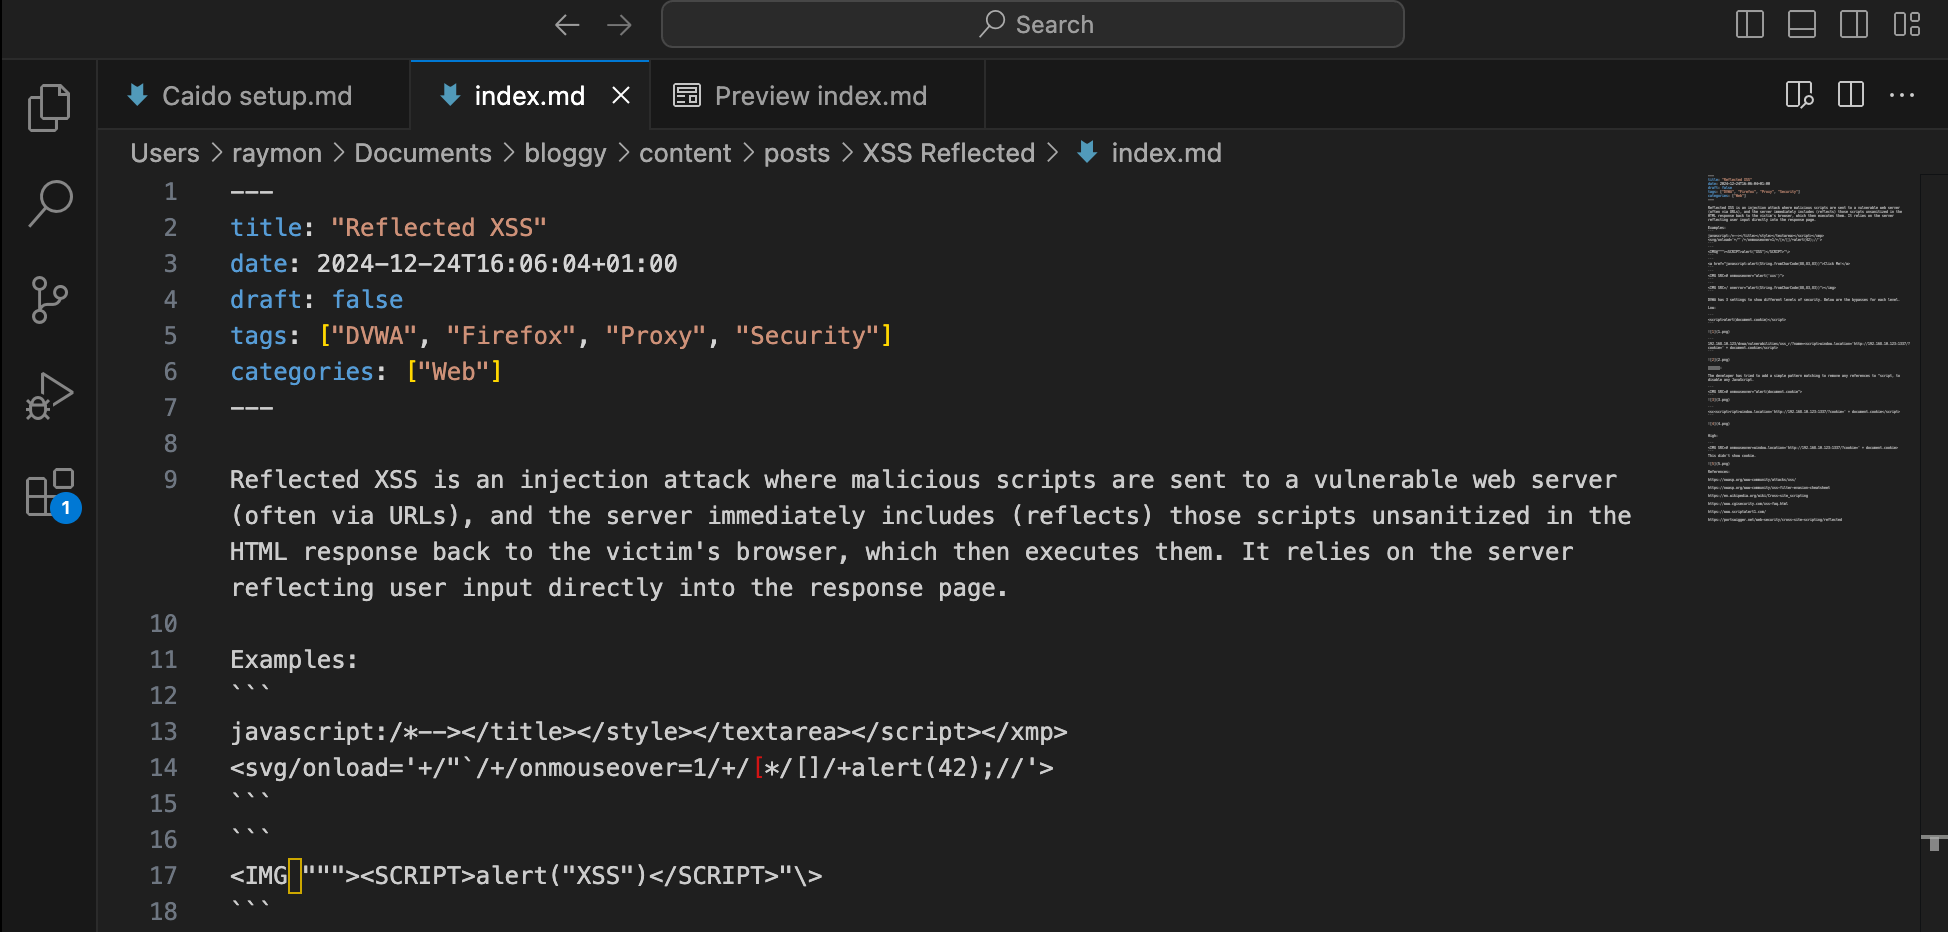 Search
Caido setup.md
index.md
Preview index.md
Users > raymon > Documents > bloggy > content > posts > XSS Reflected > index.md
1 ---
2 title: "Reflected XSS"
3 date: 2024-12-24T16:06:04+01:00
4 draft: false
5 tags: ["DVWA", "Firefox", "Proxy", "Security"]
6 categories: ["Web"]
7 ---
8
9 Reflected XSS is an injection attack where malicious scripts are sent to a vulnerable web server
(often via URLs), and the server immediately includes (reflects) those scripts unsanitized in the
HTML response back to the victim's browser, which then executes them. It relies on the server
reflecting user input directly into the response page.
10
11 Examples:
12 ```
13 javascript:/*--></title></style></textarea></script></xmp>
14 <svg/onload='+/"`/+/onmouseover=1/+/[*/[]/+alert(42);//'>
15 ```
16 ```
17 <IMG """><SCRIPT>alert("XSS")</SCRIPT>"\>
18 ```
1